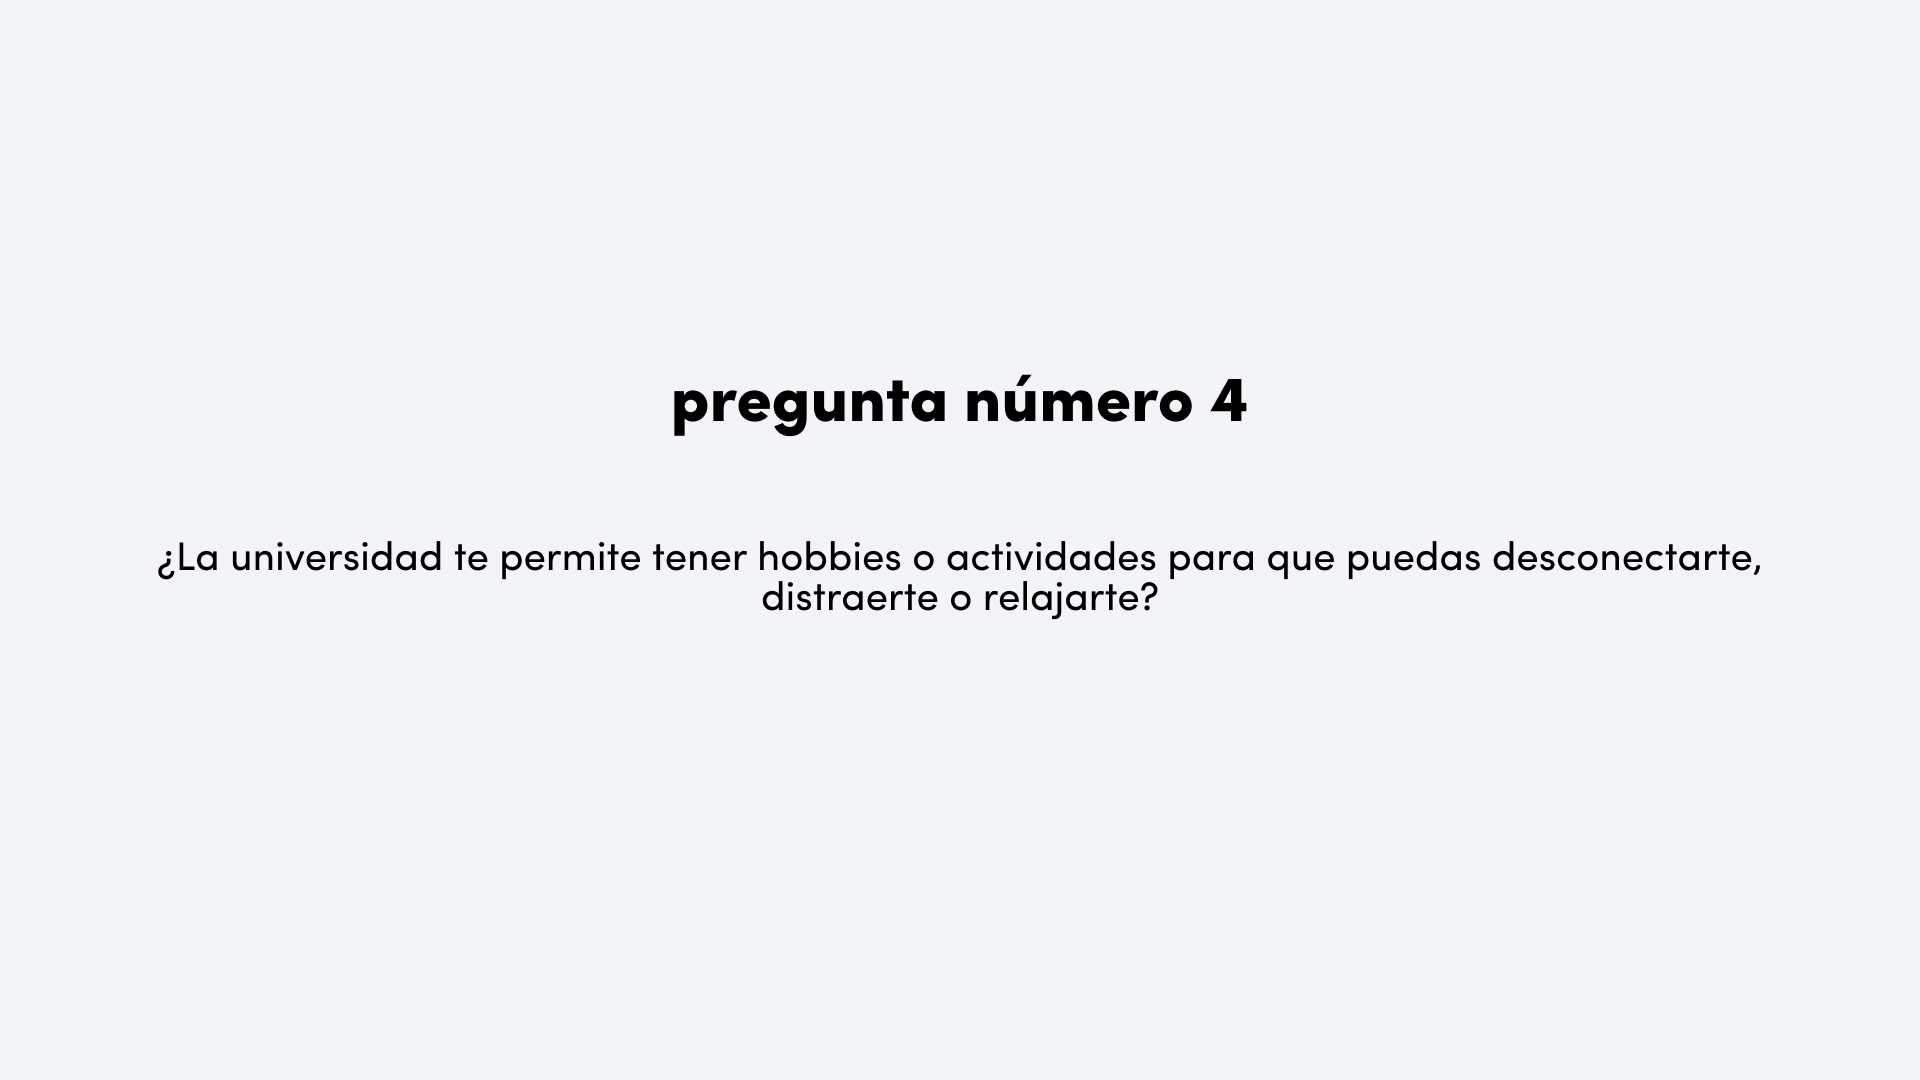 pregunta número 4
¿La universidad te permite tener hobbies o actividades para que puedas desconectarte,
distraerte o relajarte?